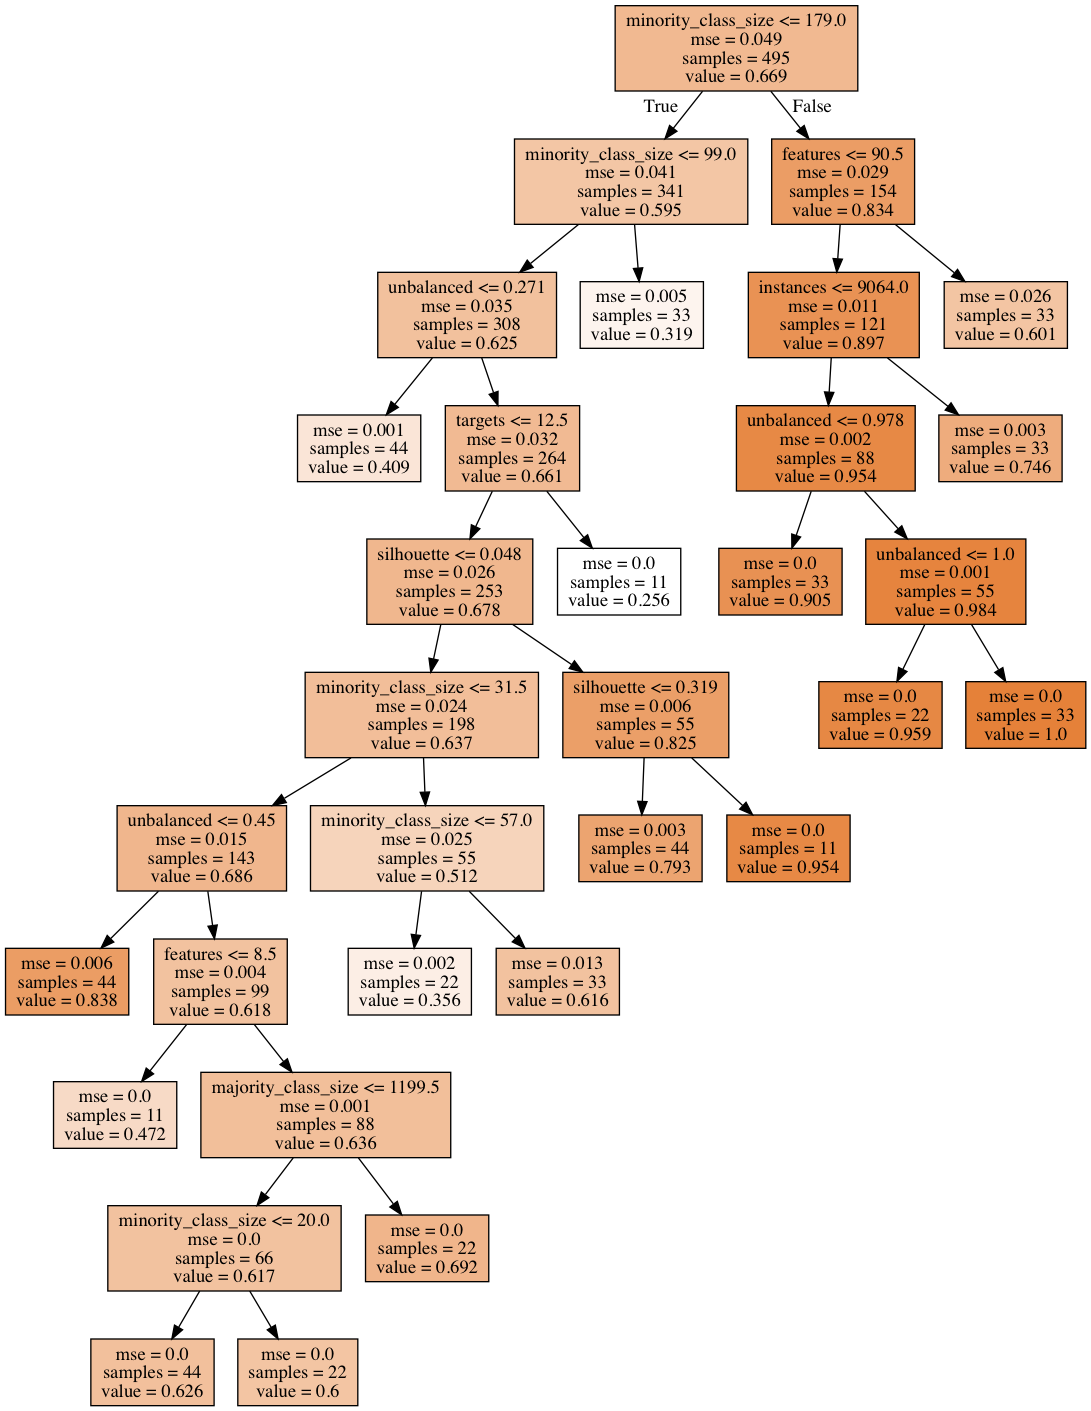 minority_class_size <= 179.0
mse = 0.049
samples = 495
value = 0.669
True
False
minority_class_size <= 99.0
mse = 0.041
samples = 341
value = 0.595
features <= 90.5
mse = 0.029
samples = 154
value = 0.834
unbalanced <= 0.271
mse = 0.035
samples = 308
value = 0.625
mse = 0.005
samples = 33
value = 0.319
instances <= 9064.0
mse = 0.011
samples = 121
value = 0.897
mse = 0.026
samples = 33
value = 0.601
mse = 0.001
samples = 44
value = 0.409
targets <= 12.5
mse = 0.032
samples = 264
value = 0.661
unbalanced <= 0.978
mse = 0.002
samples = 88
value = 0.954
mse = 0.003
samples = 33
value = 0.746
silhouette <= 0.048
mse = 0.026
samples = 253
value = 0.678
mse = 0.0
samples = 11
value = 0.256
mse = 0.0
samples = 33
value = 0.905
unbalanced <= 1.0
mse = 0.001
samples = 55
value = 0.984
minority_class_size <= 31.5
mse = 0.024
samples = 198
value = 0.637
silhouette <= 0.319
mse = 0.006
samples = 55
value = 0.825
mse = 0.0
samples = 22
value = 0.959
mse = 0.0
samples = 33
value = 1.0
unbalanced <= 0.45
mse = 0.015
samples = 143
value = 0.686
minority_class_size <= 57.0
mse = 0.025
samples = 55
value = 0.512
mse = 0.003
samples = 44
value = 0.793
mse = 0.0
samples = 11
value = 0.954
mse = 0.006
samples = 44
value = 0.838
features <= 8.5
mse = 0.004
samples = 99
value = 0.618
mse = 0.002
samples = 22
value = 0.356
mse = 0.013
samples = 33
value = 0.616
mse = 0.0
samples = 11
value = 0.472
majority_class_size <= 1199.5
mse = 0.001
samples = 88
value = 0.636
minority_class_size <= 20.0
mse = 0.0
samples = 66
value = 0.617
mse = 0.0
samples = 22
value = 0.692
mse = 0.0
samples = 44
value = 0.626
mse = 0.0
samples = 22
value = 0.6